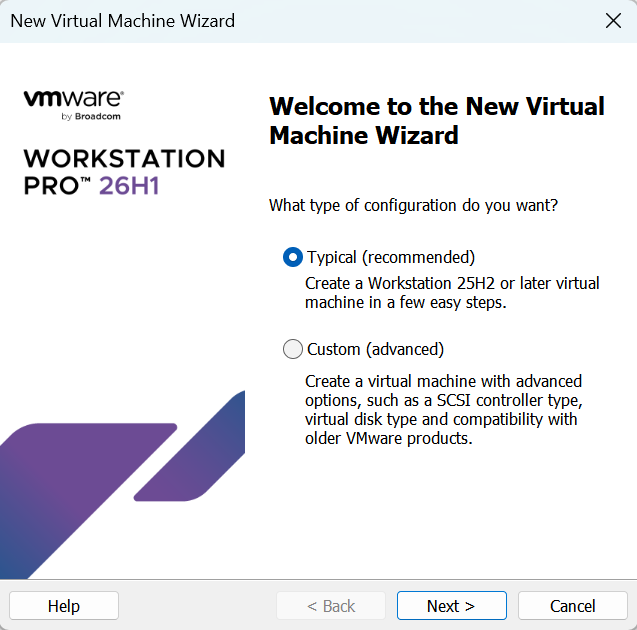 New Virtual Machine Wizard
vmware®
by Broadcom
WORKSTATION
PRO™ 26H1
Welcome to the New Virtual
Machine Wizard
What type of configuration do you want?
Typical (recommended)
Create a Workstation 25H2 or later virtual
machine in a few easy steps.
Custom (advanced)
Create a virtual machine with advanced
options, such as a SCSI controller type,
virtual disk type and compatibility with
older VMware products.
Help
< Back
Next >
Cancel